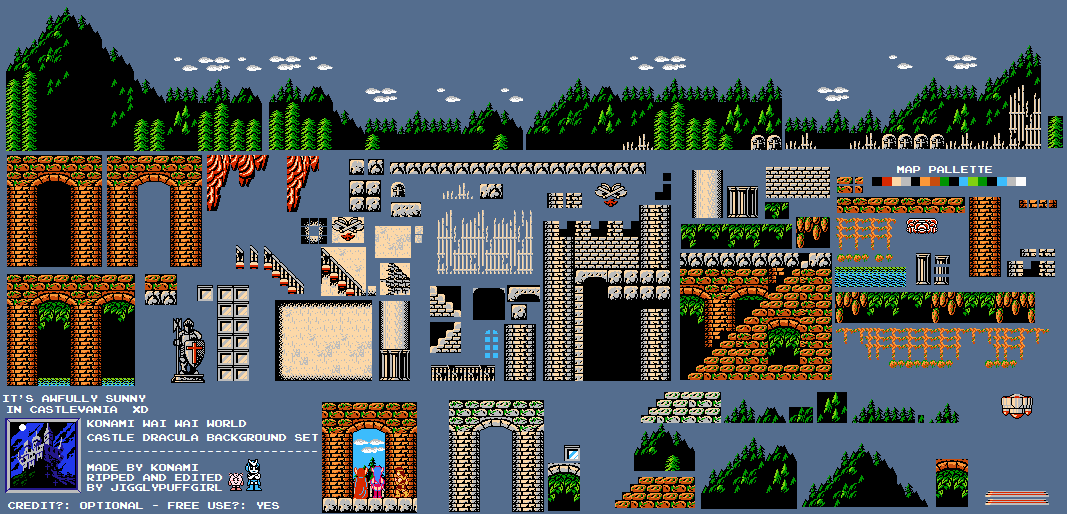 MAP PALLETTE
IT'S AWFULLY SUNNY
IN CASTLEVANIA XD
KONAMI WAI WAI WORLD
CASTLE DRACULA BACKGROUND SET
MADE BY KONAMI
RIPPED AND EDITED
BY JIGGLYPUFFGIRL
CREDIT?: OPTIONAL - FREE USE?: YES